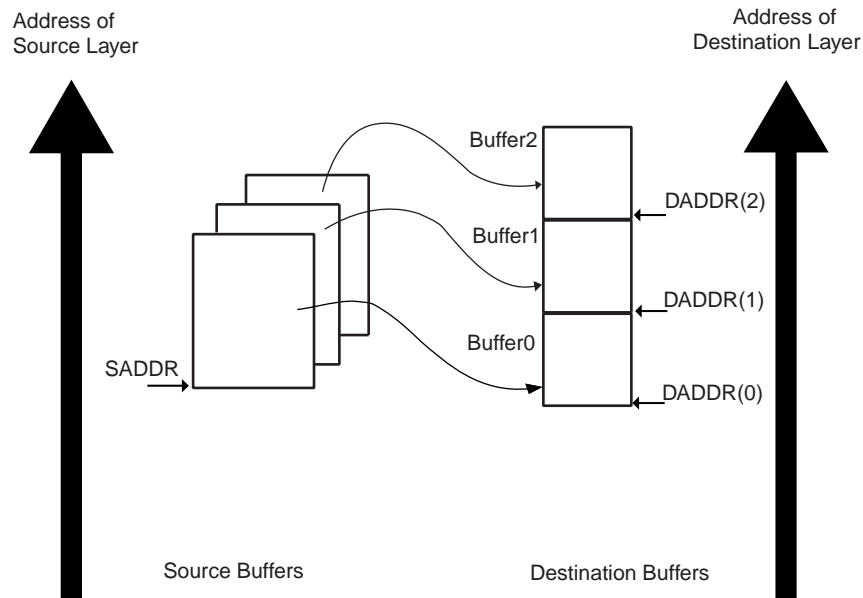 Address of
Source Layer
Address of
Destination Layer
Buffer2
DADDR(2)
Buffer1
DADDR(1)
Buffer0
SADDR
DADDR(0)
Source Buffers
Destination Buffers